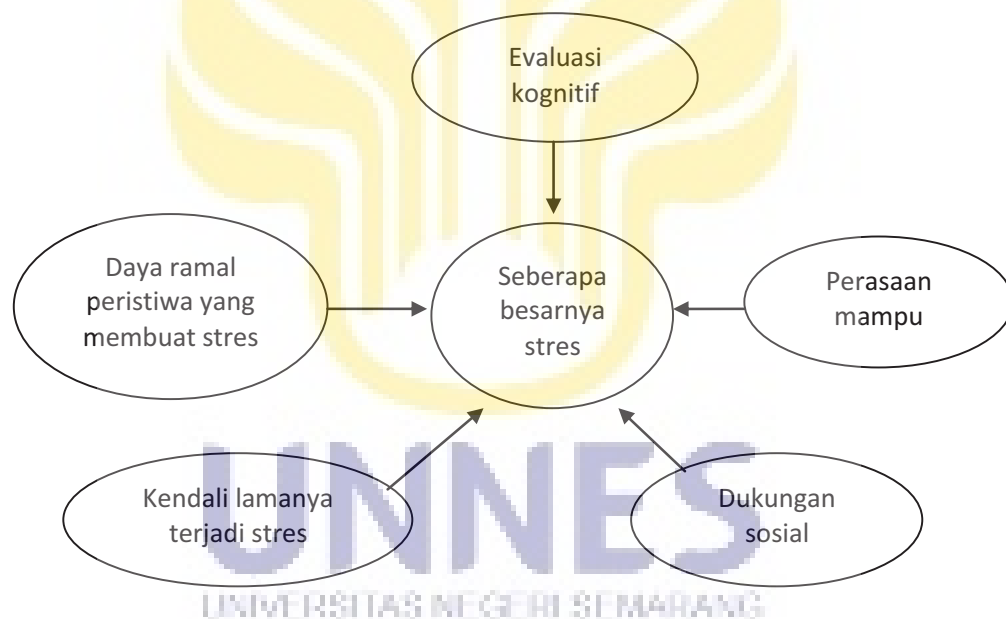 Evaluasi
kognitif
Daya ramal
peristiwa yang
membuat stres
Seberapa
besarnya
stres
Perasaan
mampu
Kendali lamanya
terjadi stres
Dukungan
sosial
UNNES
UNIVERSITAS NEGERI SEMARANG